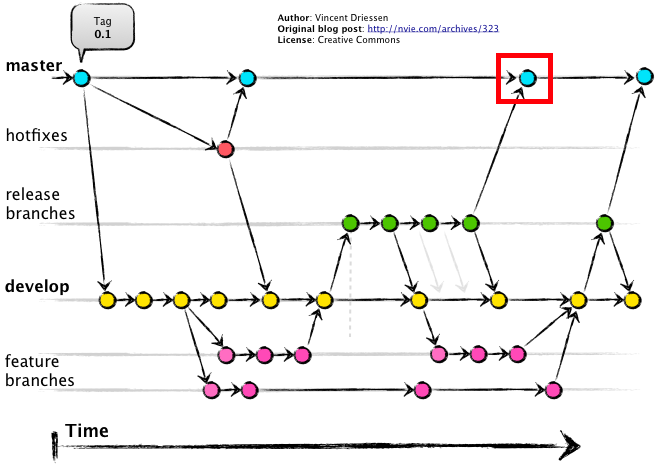 Tag
0.1
Author: Vincent Driessen
Original blog post: http://nvie.com/archives/323
License: Creative Commons
master
hotfixes
release
branches
develop
feature
branches
Time